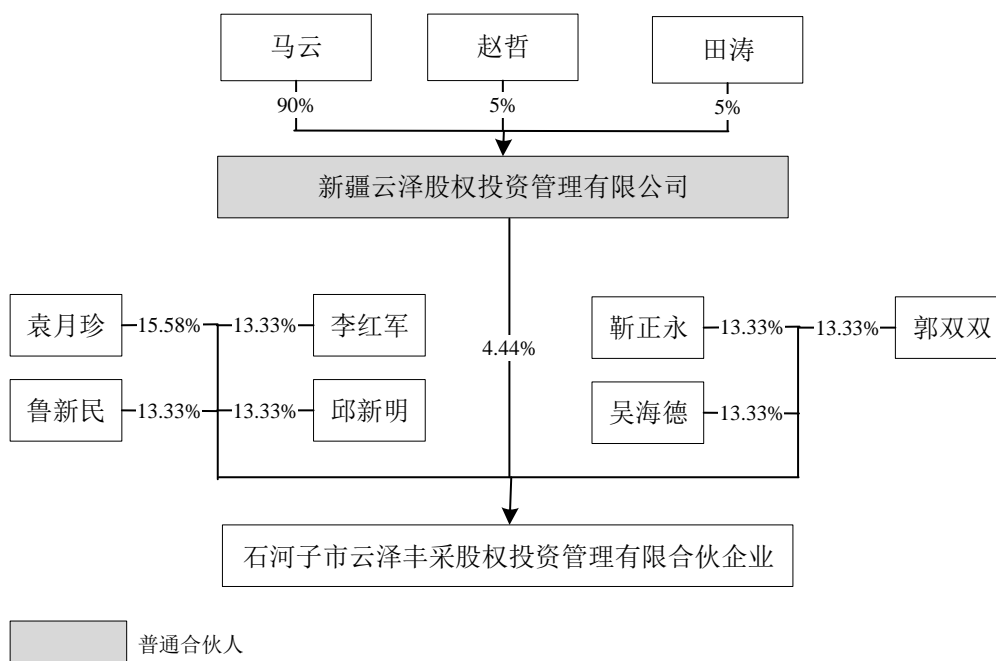 马云
赵哲
田涛
90%
5%
5%
新疆云泽股权投资管理有限公司
袁月珍
15.58%
13.33%
李红军
靳正永
13.33%
13.33%
郭双双
4.44%
鲁新民
13.33%
13.33%
邱新明
吴海德
13.33%
石河子市云泽丰采股权投资管理有限合伙企业
普通合伙人